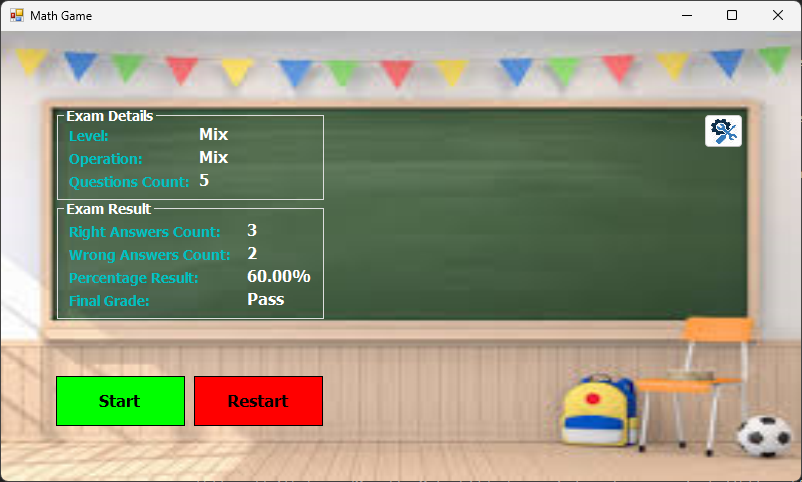 Math Game
Exam Details
Level: Mix
Operation: Mix
Questions Count: 5
Exam Result
Right Answers Count: 3
Wrong Answers Count: 2
Percentage Result: 60.00%
Final Grade: Pass
Start Restart